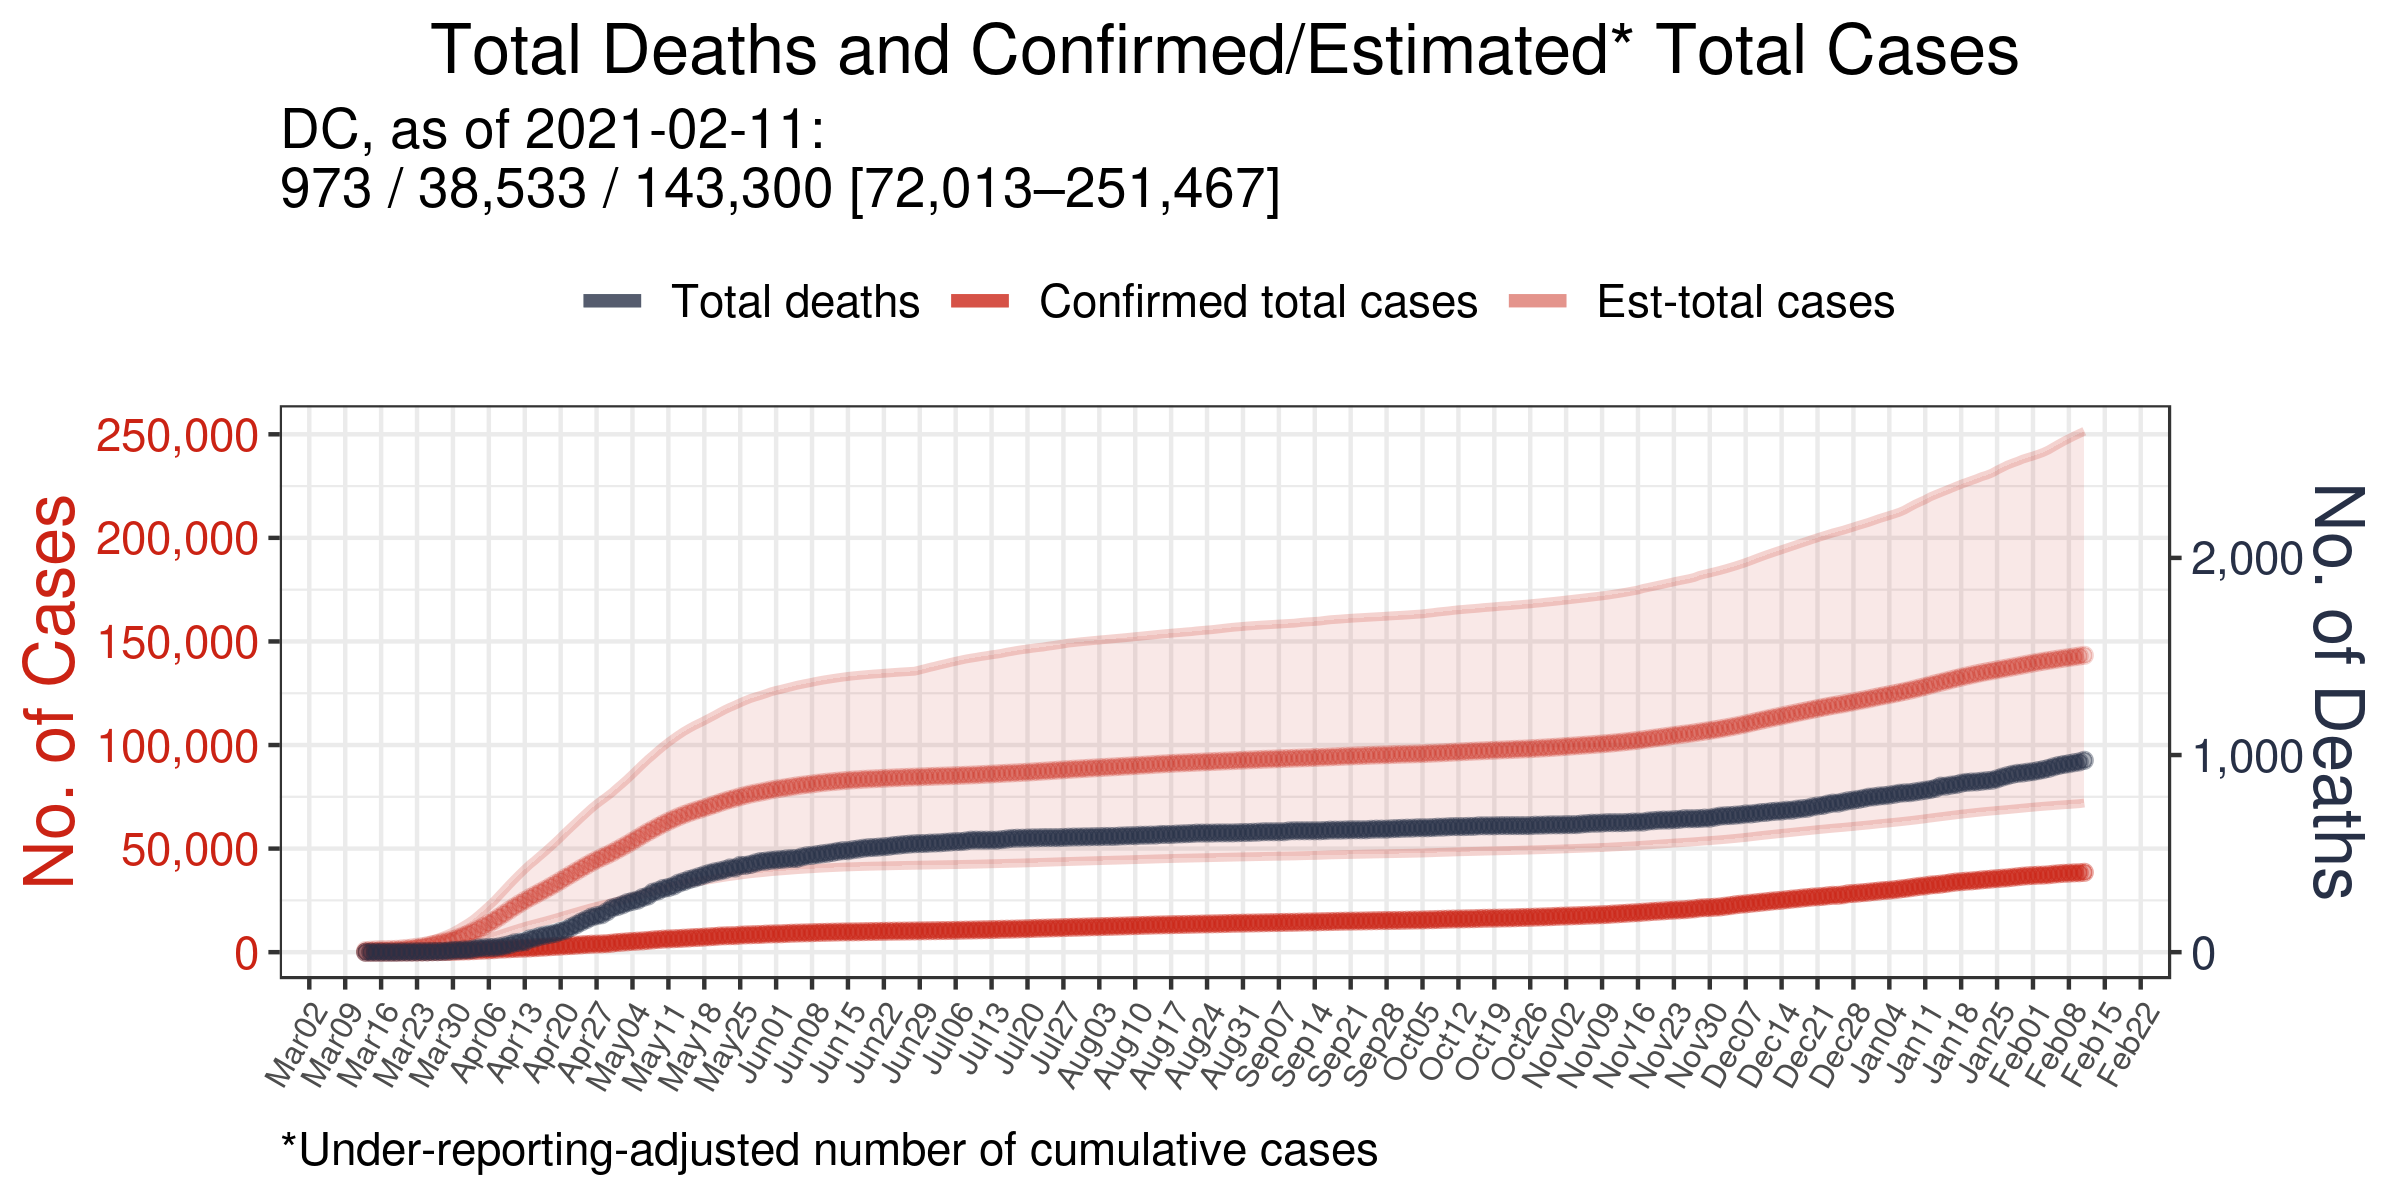 Total Deaths and Confirmed/Estimated* Total Cases
DC, as of 2021-02-11:
973 / 38,533 / 143,300 [72,013–251,467]
Total deaths
Confirmed total cases
Est-total cases
No. of Cases
250,000
200,000
150,000
100,000
50,000
0
2,000
1,000
0
No. of Deaths
Mar02
Mar09
Mar16
Mar23
Mar30
Apr06
Apr13
Apr20
Apr27
May04
May11
May18
May25
Jun01
Jun08
Jun15
Jun22
Jun29
Jul06
Jul13
Jul20
Jul27
Aug03
Aug10
Aug17
Aug24
Aug31
Sep07
Sep14
Sep21
Sep28
Oct05
Oct12
Oct19
Oct26
Nov02
Nov09
Nov16
Nov23
Nov30
Dec07
Dec14
Dec21
Dec28
Jan04
Jan11
Jan18
Jan25
Feb01
Feb08
Feb15
Feb22
*Under-reporting-adjusted number of cumulative cases